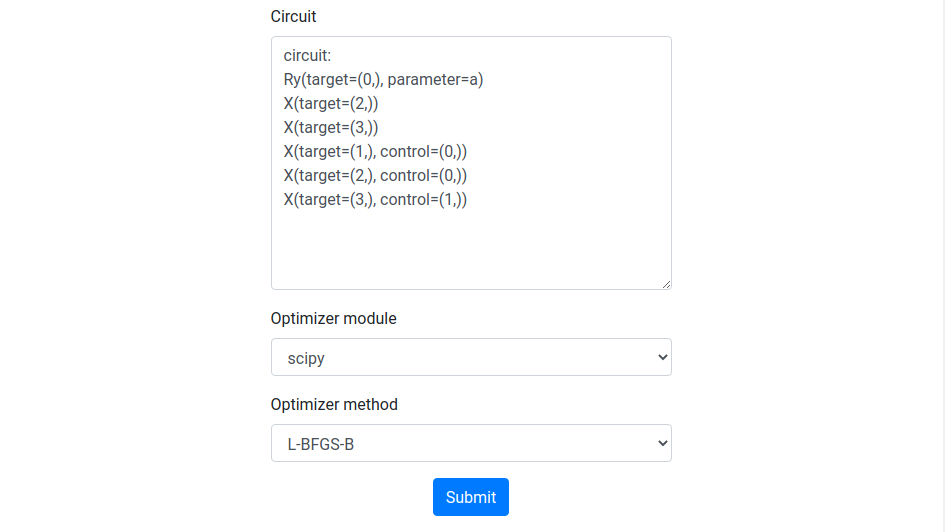 Circuit
circuit:
Ry(target=(0,), parameter=a)
X(target=(2,))
X(target=(3,))
X(target=(1,), control=(0,))
X(target=(2,), control=(0,))
X(target=(3,), control=(1,))
Optimizer module
scipy
Optimizer method
L-BFGS-B
Submit